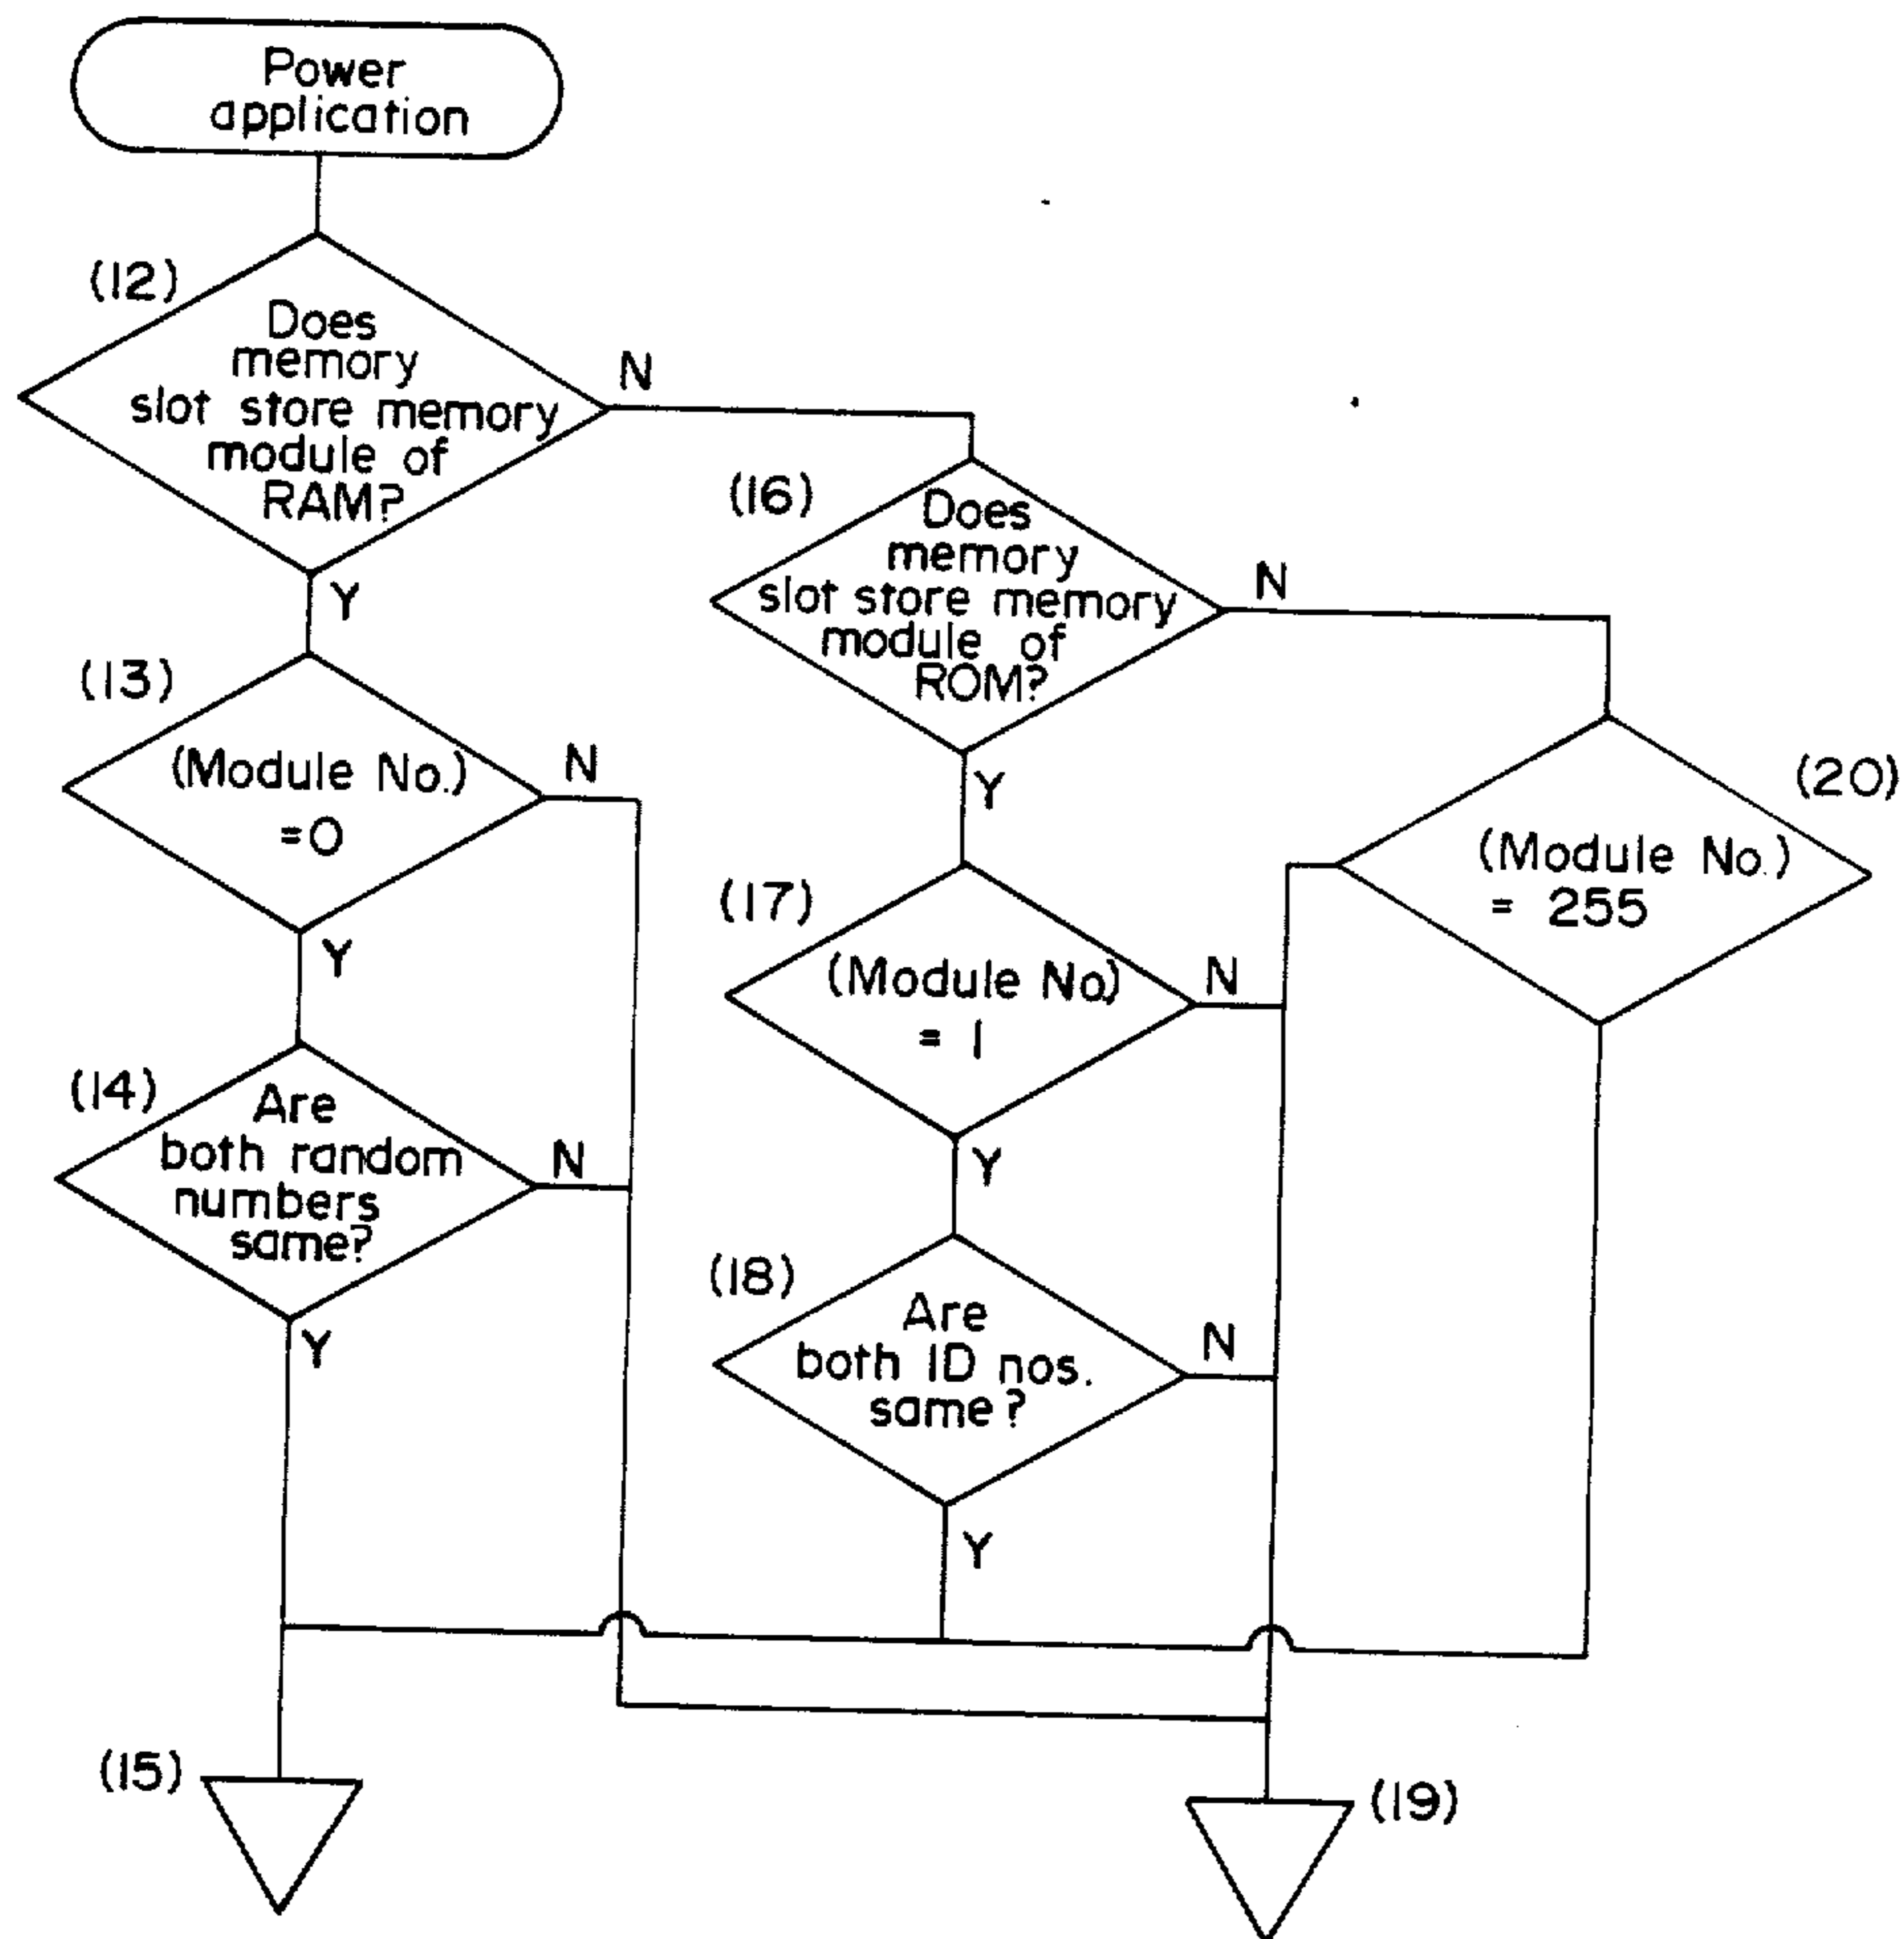 Power
application
(12)
Does
memory
slot store memory
module of
RAM?
N
Y
(16)
Does
memory
slot store memory
module of
ROM?
N
Y
(13)
(Module No.)
=0
N
Y
(20)
(Module No.)
= 255
(17)
(Module No)
= 1
N
Y
(14)
Are
both random
numbers
same?
N
Y
(18)
Are
both ID nos.
same?
N
Y
(15)
(19)